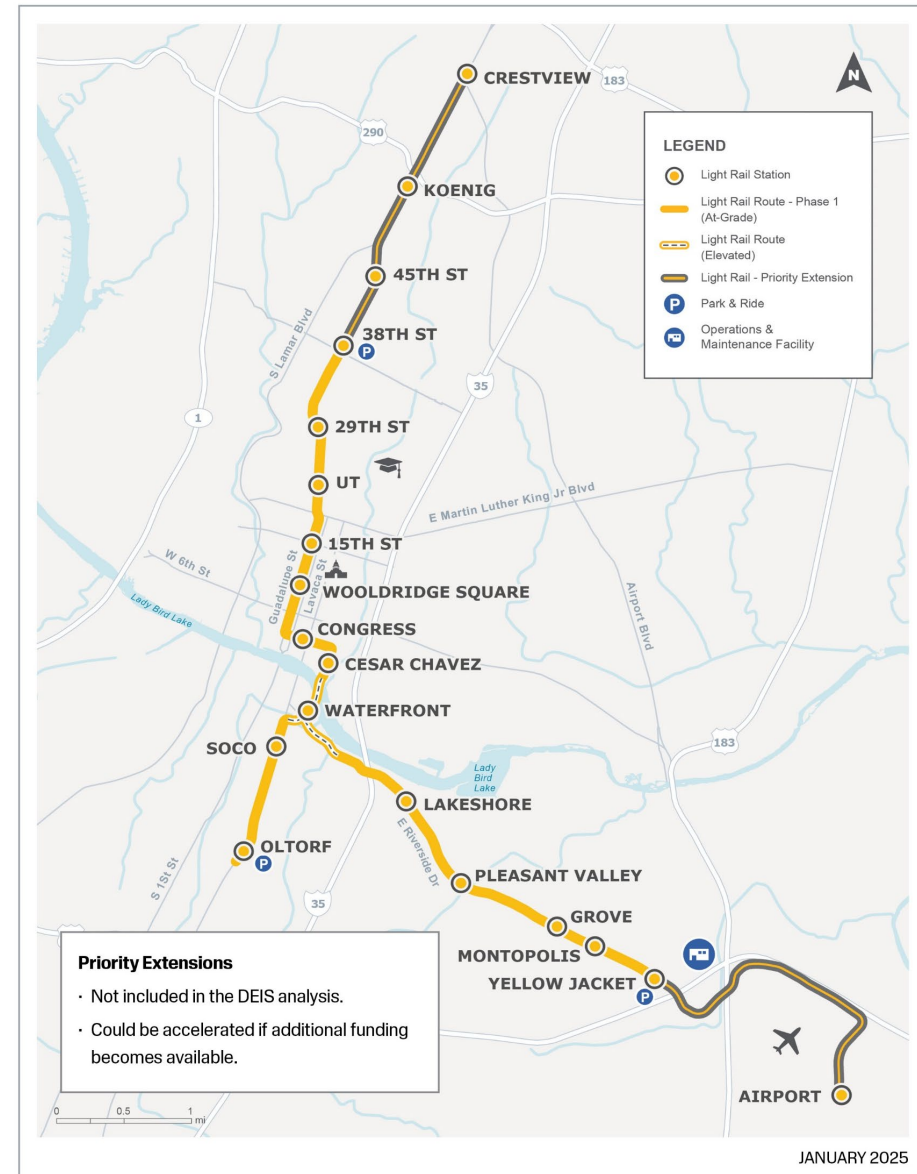 CRESTVIEW
183
N
290
KOENIG
45TH ST
S Lamar Blvd
38TH ST
P
35
1
29TH ST
UT
E Martin Luther King Jr Blvd
15TH ST
W 6th St
Guadalupe St
Lavaca St
WOOLDRIDGE SQUARE
Airport Blvd
Lady Bird Lake
CONGRESS
CESAR CHAVEZ
WATERFRONT
SOCO
183
Lady
Bird
Lake
LAKESHORE
E Riverside Dr
OLTORF
P
S 1St St
PLEASANT VALLEY
35
GROVE
MONTOPOLIS
YELLOW JACKET
P
AIRPORT
LEGEND
Light Rail Station
Light Rail Route - Phase 1
(At-Grade)
Light Rail Route
(Elevated)
Light Rail - Priority Extension
P Park & Ride
Operations &
Maintenance Facility
Priority Extensions
· Not included in the DEIS analysis.
· Could be accelerated if additional funding
becomes available.
0 0.5 1
mi
JANUARY 2025